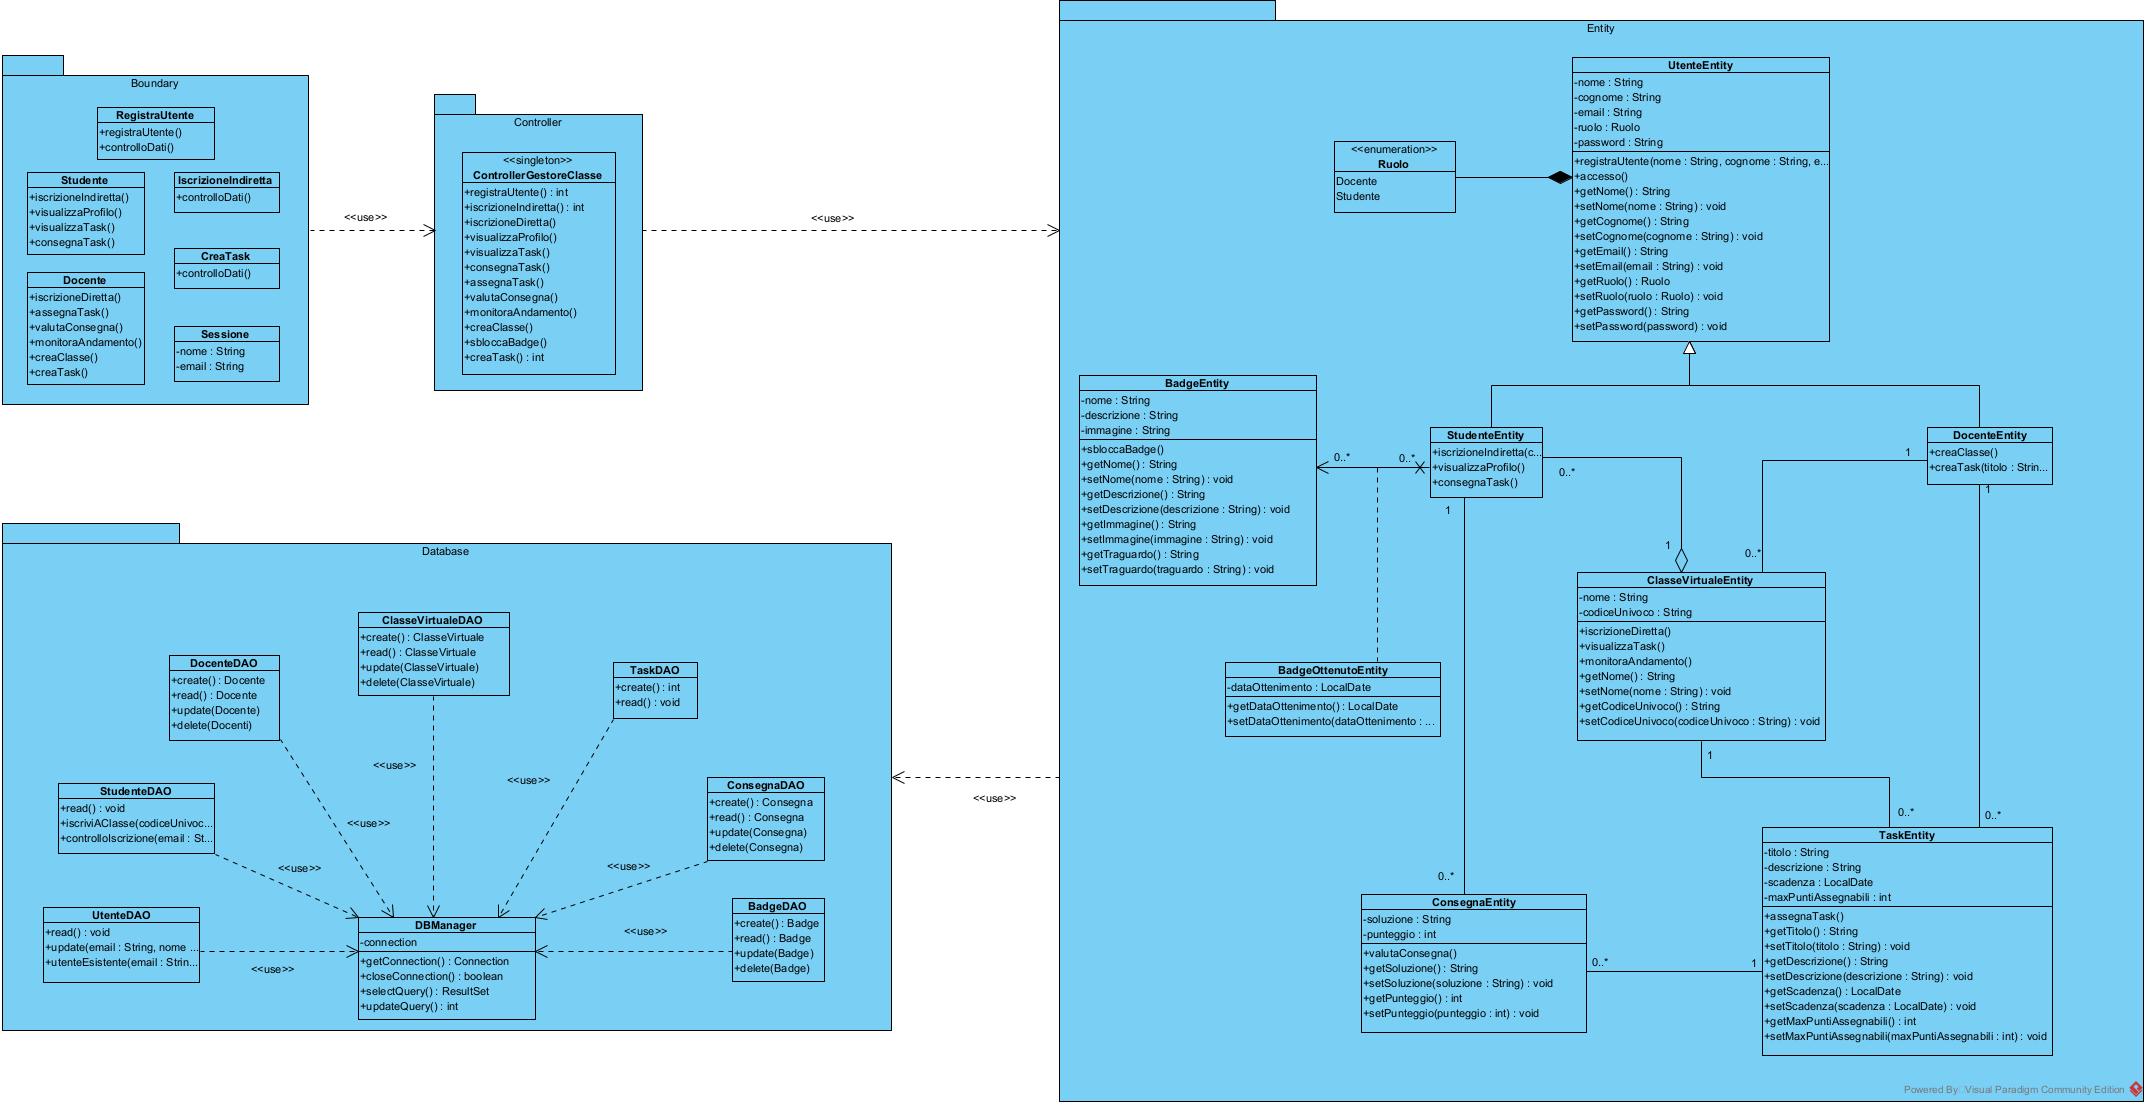 Boundary
RegistraUtente
+registraUtente()
+controlloDati()
Studente
+iscrizioneIndiretta()
+visualizzaProfilo()
+visualizzaTask()
+consegnaTask()
IscrizioneIndiretta
+controlloDati()
CreaTask
+controlloDati()
Docente
+iscrizioneDiretta()
+assegnaTask()
+valutaConsegna()
+monitoraAndamento()
+creaClasse()
+creaTask()
Sessione
-nome : String
-email : String
<<use>>
Controller
<<singleton>>
ControllerGestoreClasse
+registraUtente() : int
+iscrizioneIndiretta() : int
+iscrizioneDiretta()
+visualizzaProfilo()
+visualizzaTask()
+consegnaTask()
+assegnaTask()
+valutaConsegna()
+monitoraAndamento()
+creaClasse()
+sbloccaBadge()
+creaTask() : int
<<use>>
Entity
UtenteEntity
-nome : String
-cognome : String
-email : String
-ruolo : Ruolo
-password : String
+registraUtente(nome : String, cognome : String, e...
+accesso()
+getNome() : String
+setNome(nome : String) : void
+getCognome() : String
+setCognome(cognome : String) : void
+getEmail() : String
+setEmail(email : String) : void
+getRuolo() : Ruolo
+setRuolo(ruolo : Ruolo) : void
+getPassword() : String
+setPassword(password) : void
<<enumeration>>
Ruolo
Docente
Studente
BadgeEntity
-nome : String
-descrizione : String
-immagine : String
+sbloccaBadge()
+getNome() : String
+setNome(nome : String) : void
+getDescrizione() : String
+setDescrizione(descrizione : String) : void
+getImmagine() : String
+setImmagine(immagine : String) : void
+getTraguardo() : String
+setTraguardo(traguardo : String) : void
0..*
0..*
StudenteEntity
+iscrizioneIndiretta(c...
+visualizzaProfilo()
+consegnaTask()
0..*
1
1
DocenteEntity
+creaClasse()
+creaTask(titolo : Strin...
1
1
0..*
ClasseVirtualeEntity
-nome : String
-codiceUnivoco : String
+iscrizioneDiretta()
+visualizzaTask()
+monitoraAndamento()
+getNome() : String
+setNome(nome : String) : void
+getCodiceUnivoco() : String
+setCodiceUnivoco(codiceUnivoco : String) : void
1
0..*
0..*
BadgeOttenutoEntity
-dataOttenimento : LocalDate
+getDataOttenimento() : LocalDate
+setDataOttenimento(dataOttenimento : ...
TaskEntity
-titolo : String
-descrizione : String
-scadenza : LocalDate
-maxPuntiAssegnabili : int
+assegnaTask()
+getTitolo() : String
+setTitolo(titolo : String) : void
+getDescrizione() : String
+setDescrizione(descrizione : String) : void
+getScadenza() : LocalDate
+setScadenza(scadenza : LocalDate) : void
+getMaxPuntiAssegnabili() : int
+setMaxPuntiAssegnabili(maxPuntiAssegnabili : int) : void
0..*
ConsegnaEntity
-soluzione : String
-punteggio : int
+valutaConsegna()
+getSoluzione() : String
+setSoluzione(soluzione : String) : void
+getPunteggio() : int
+setPunteggio(punteggio : int) : void
0..*
1
<<use>>
Database
ClasseVirtualeDAO
+create() : ClasseVirtuale
+read() : ClasseVirtuale
+update(ClasseVirtuale)
+delete(ClasseVirtuale)
DocenteDAO
+create() : Docente
+read() : Docente
+update(Docente)
+delete(Docenti)
TaskDAO
+create() : int
+read() : void
<<use>>
<<use>>
<<use>>
StudenteDAO
+read() : void
+iscriviAClasse(codiceUnivoc...
+controlloIscrizione(email : St...
ConsegnaDAO
+create() : Consegna
+read() : Consegna
+update(Consegna)
+delete(Consegna)
<<use>>
<<use>>
UtenteDAO
+read() : void
+update(email : String, nome ...
+utenteEsistente(email : Strin...
<<use>>
DBManager
-connection
+getConnection() : Connection
+closeConnection() : boolean
+selectQuery() : ResultSet
+updateQuery() : int
<<use>>
BadgeDAO
+create() : Badge
+read() : Badge
+update(Badge)
+delete(Badge)
Powered By Visual Paradigm Community Edition